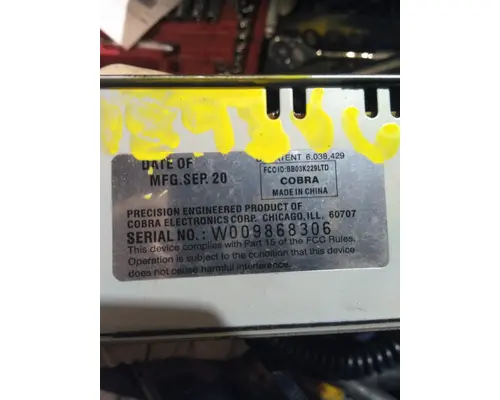 DATE OF
MFG.SEP. 20
PATENT 6.036.429
FCC ID:BB03K229LTD
COBRA
MADE IN CHINA
PRECISION ENGINEERED PRODUCT OF
COBRA ELECTRONICS CORP. CHICAGO, ILL. 60707
SERIAL NO.: W009868306
This device complies with Part 15 of the FCC Rules.
Operation is subject to the condition that this device
does not cause harmful interference.